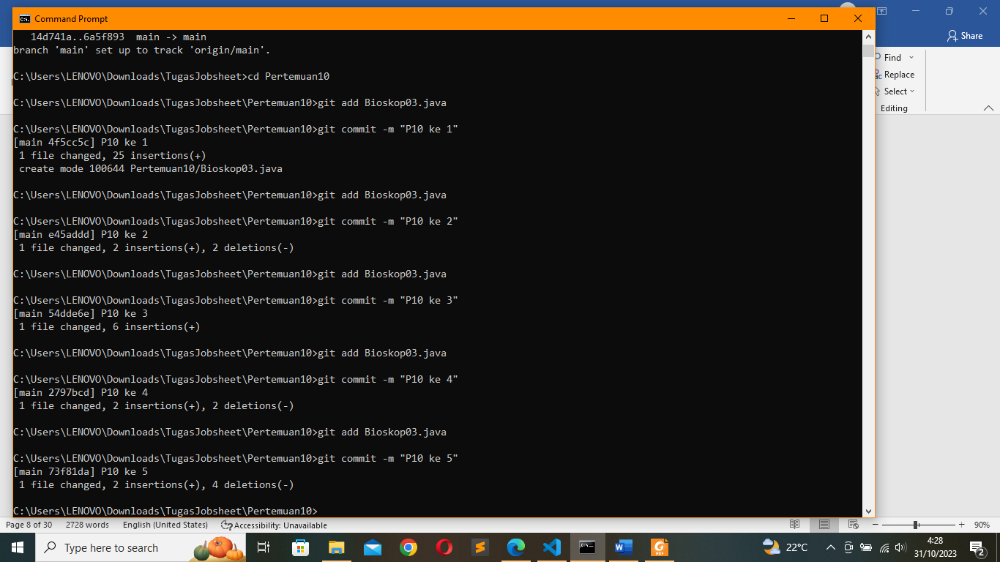 Command Prompt
14d741a..6a5f893  main -> main
branch 'main' set up to track 'origin/main'.
C:\Users\LENOVO\Downloads\TugasJobsheet>cd Pertemuan10
C:\Users\LENOVO\Downloads\TugasJobsheet\Pertemuan10>git add Bioskop03.java
C:\Users\LENOVO\Downloads\TugasJobsheet\Pertemuan10>git commit -m "P10 ke 1"
[main 4f5cc5c] P10 ke 1
1 file changed, 25 insertions(+)
create mode 100644 Pertemuan10/Bioskop03.java
C:\Users\LENOVO\Downloads\TugasJobsheet\Pertemuan10>git add Bioskop03.java
C:\Users\LENOVO\Downloads\TugasJobsheet\Pertemuan10>git commit -m "P10 ke 2"
[main e45addd] P10 ke 2
1 file changed, 2 insertions(+), 2 deletions(-)
C:\Users\LENOVO\Downloads\TugasJobsheet\Pertemuan10>git add Bioskop03.java
C:\Users\LENOVO\Downloads\TugasJobsheet\Pertemuan10>git commit -m "P10 ke 3"
[main 54dde6e] P10 ke 3
1 file changed, 6 insertions(+)
C:\Users\LENOVO\Downloads\TugasJobsheet\Pertemuan10>git add Bioskop03.java
C:\Users\LENOVO\Downloads\TugasJobsheet\Pertemuan10>git commit -m "P10 ke 4"
[main 2797bcd] P10 ke 4
1 file changed, 2 insertions(+), 2 deletions(-)
C:\Users\LENOVO\Downloads\TugasJobsheet\Pertemuan10>git add Bioskop03.java
C:\Users\LENOVO\Downloads\TugasJobsheet\Pertemuan10>git commit -m "P10 ke 5"
[main 73f81da] P10 ke 5
1 file changed, 2 insertions(+), 4 deletions(-)
C:\Users\LENOVO\Downloads\TugasJobsheet\Pertemuan10>
Share
Find
Replace
Select
Editing
Page 8 of 30 2728 words English (United States) Accessibility: Unavailable 90%
Type here to search
22°C
4:28
31/10/2023
2